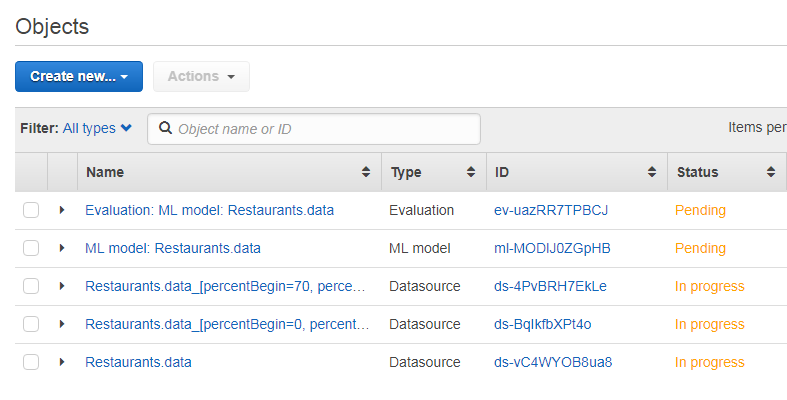 Objects
Create new... Actions
Filter: All types Object name or ID Items per
Name Type ID Status
Evaluation: ML model: Restaurants.data Evaluation ev-uazRR7TPBCJ Pending
ML model: Restaurants.data ML model ml-MODlJ0ZGpHB Pending
Restaurants.data_[percentBegin=70, perce... Datasource ds-4PvBRH7EkLe In progress
Restaurants.data_[percentBegin=0, percent... Datasource ds-BqIkfbXPt4o In progress
Restaurants.data Datasource ds-vC4WYOB8ua8 In progress